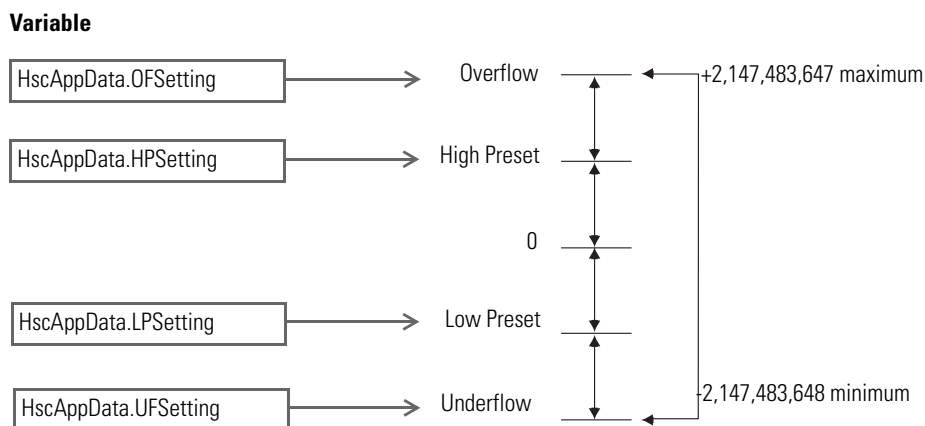 Variable
HscAppData.OFSetting
Overflow
+2,147,483,647 maximum
HscAppData.HPSetting
High Preset
0
HscAppData.LPSetting
Low Preset
HscAppData.UFSetting
Underflow
-2,147,483,648 minimum